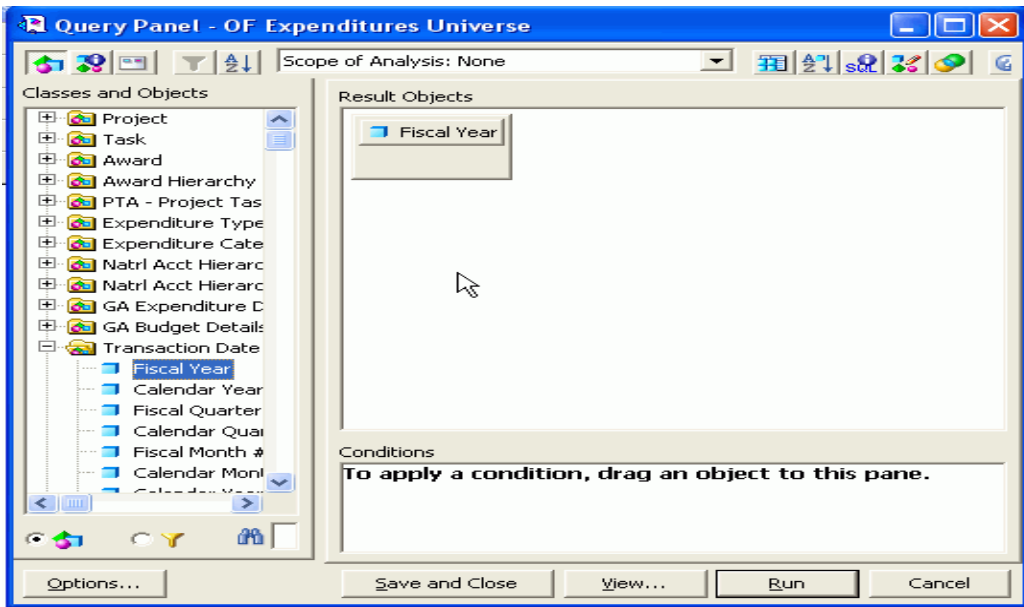 Query Panel - OF Expenditures Universe
Scope of Analysis: None
Classes and Objects
Project
Task
Award
Award Hierarchy
PTA - Project Tas
Expenditure Type
Expenditure Cate
Natrl Acct Hierarc
Natrl Acct Hierarc
GA Expenditure D
GA Budget Details
Transaction Date
Fiscal Year
Calendar Year
Fiscal Quarter
Calendar Quar
Fiscal Month #
Calendar Mont
Calendar Year
Result Objects
Fiscal Year
Conditions
To apply a condition, drag an object to this pane.
Options...
Save and Close
View...
Run
Cancel